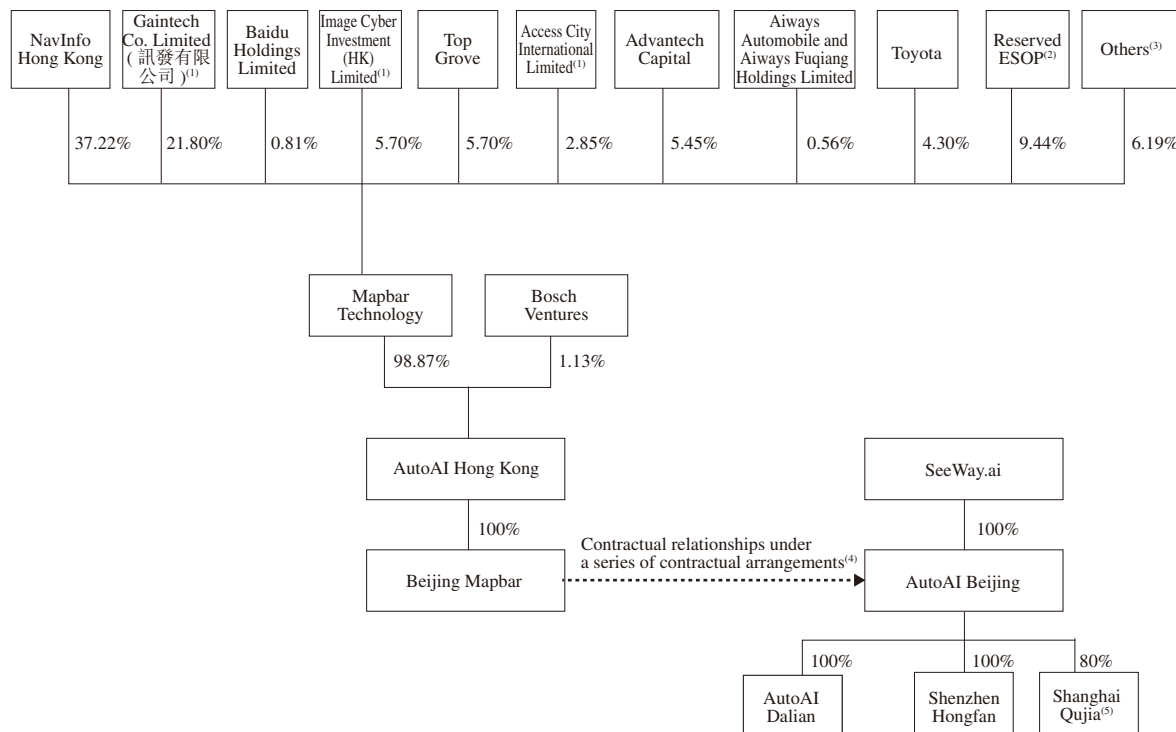 NavInfo
Hong Kong
Gaintech
Co. Limited
( 訊發有限
公司 )(1)
Baidu
Holdings
Limited
Image Cyber
Investment
(HK)
Limited(1)
Top
Grove
Access City
International
Limited(1)
Advantech
Capital
Aiways
Automobile and
Aiways Fuqiang
Holdings Limited
Toyota
Reserved
ESOP(2)
Others(3)
37.22%
21.80%
0.81%
5.70%
5.70%
2.85%
5.45%
0.56%
4.30%
9.44%
6.19%
Mapbar
Technology
Bosch
Ventures
98.87%
1.13%
AutoAI Hong Kong
SeeWay.ai
100%
100%
Contractual relationships under
a series of contractual arrangements(4)
Beijing Mapbar
AutoAI Beijing
100%
100%
80%
AutoAI
Dalian
Shenzhen
Hongfan
Shanghai
Qujia(5)